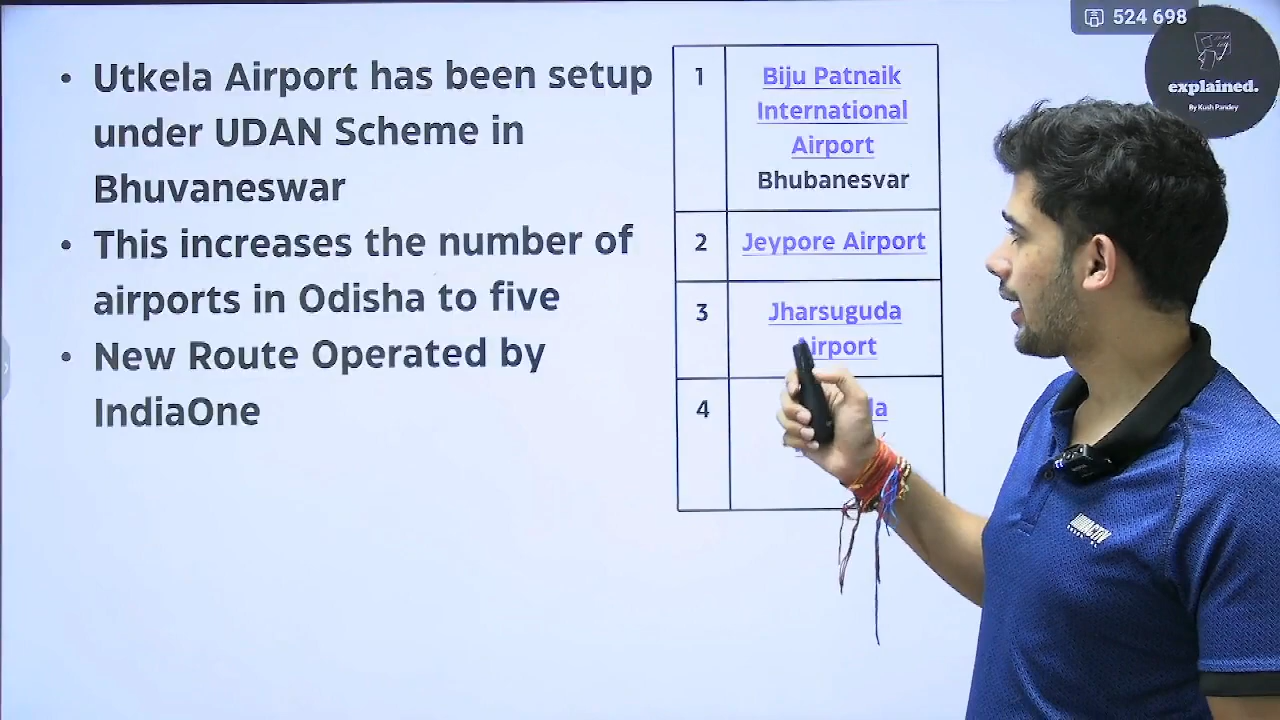 524 698
explained.
By Kush Pandey
• Utkela Airport has been setup
under UDAN Scheme in
Bhuvaneswar
• This increases the number of
airports in Odisha to five
• New Route Operated by
IndiaOne
1
Biju Patnaik
International
Airport
Bhubanesvar
2
Jeypore Airport
3
Jharsuguda
Airport
4